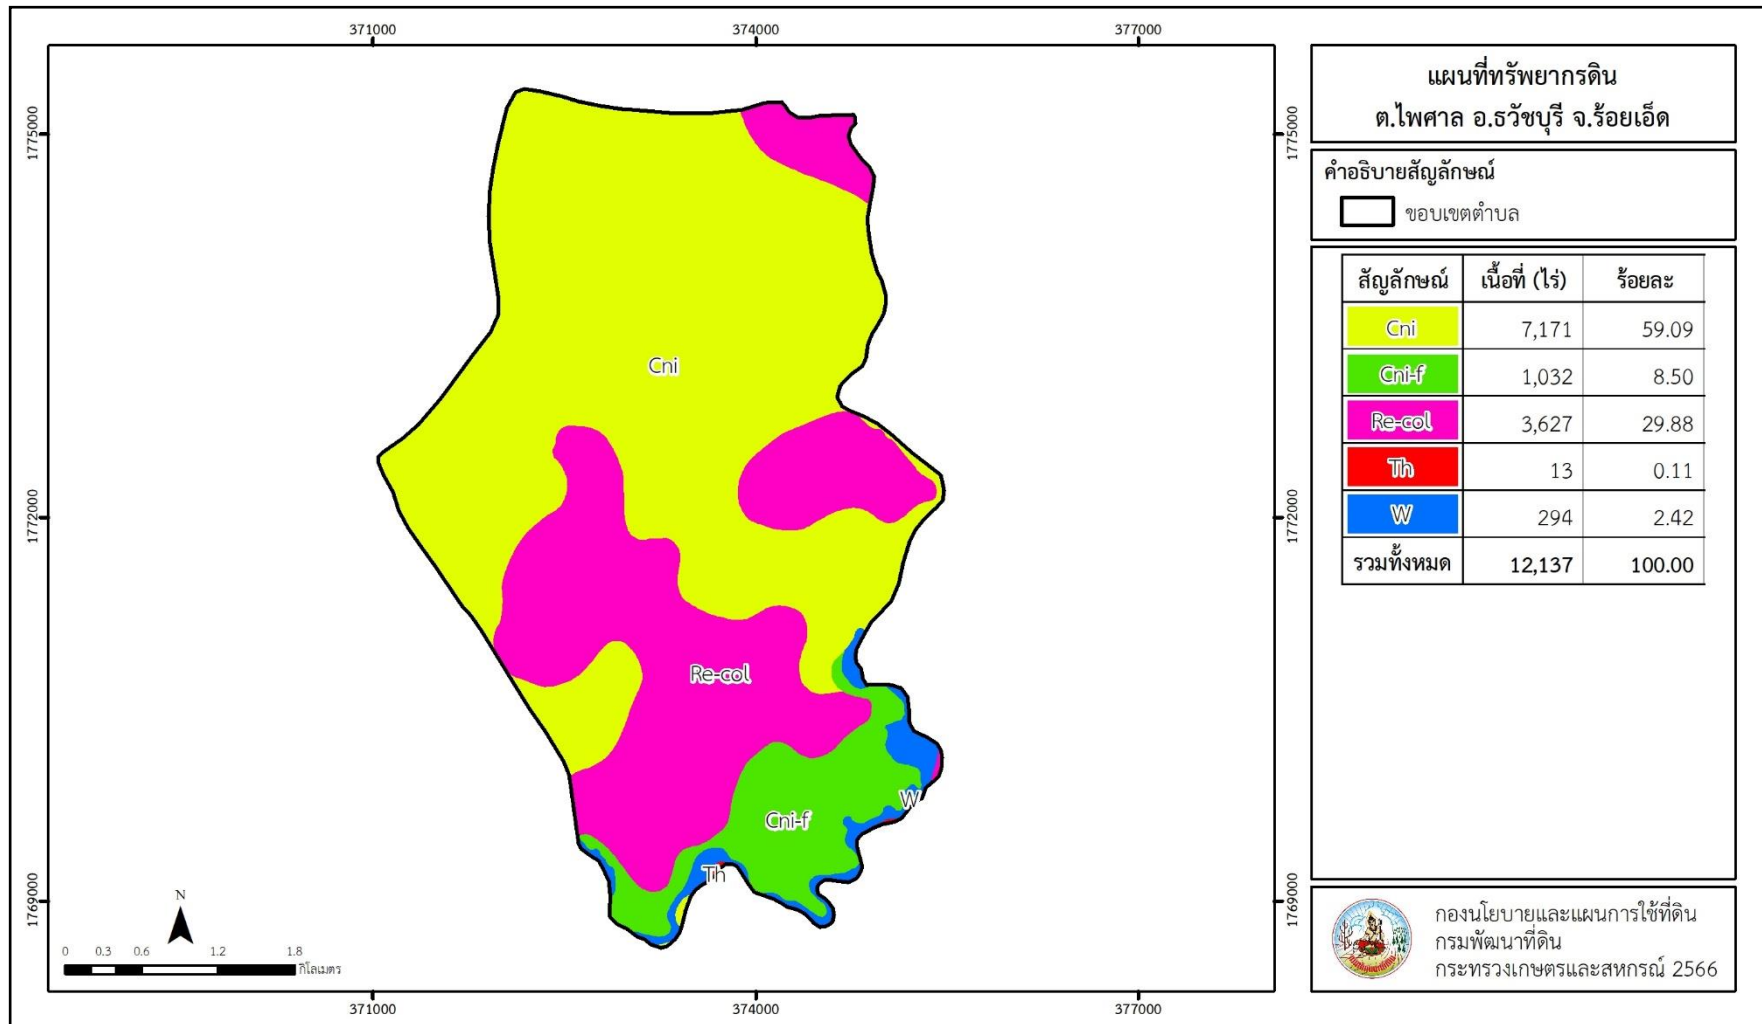 371000
374000
377000
1775000
1772000
1769000
1775000
1772000
1769000
371000
374000
377000
Cni
Re-col
Cni-f
W
Th
N
0 0.3 0.6 1.2 1.8
กิโลเมตร
แผนที่ทรัพยากรดิน
ต.ไพศาล อ.ธวัชบุรี จ.ร้อยเอ็ด
คำอธิบายสัญลักษณ์
ขอบเขตตำบล
สัญลักษณ์ เนื้อที่ (ไร่) ร้อยละ
Cni 7,171 59.09
Cni-f 1,032 8.50
Re-col 3,627 29.88
Th 13 0.11
W 294 2.42
รวมทั้งหมด 12,137 100.00
กองนโยบายและแผนการใช้ที่ดิน
กรมพัฒนาที่ดิน
กระทรวงเกษตรและสหกรณ์ 2566